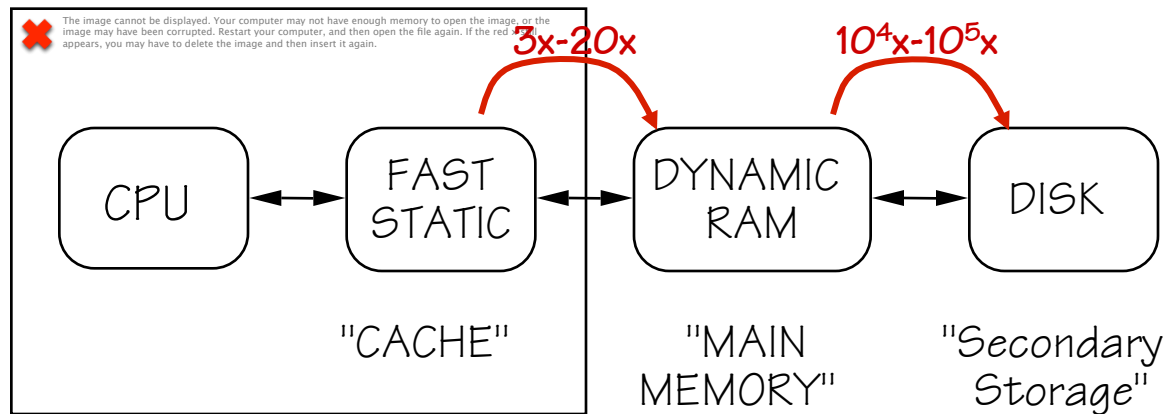 The image cannot be displayed. Your computer may not have enough memory to open the image, or the
image may have been corrupted. Restart your computer, and then open the file again. If the red x still
appears, you may have to delete the image and then insert it again.
3x-20x
10⁴x-10⁵x
CPU
FAST
STATIC
DYNAMIC
RAM
DISK
"CACHE"
"MAIN
MEMORY"
"Secondary
Storage"